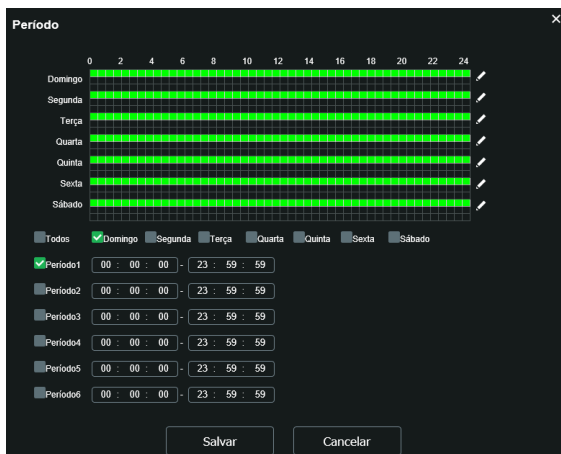 Período
0 2 4 6 8 10 12 14 16 18 20 22 24
Domingo
Segunda
Terça
Quarta
Quinta
Sexta
Sábado
Todos Domingo Segunda Terça Quarta Quinta Sexta Sábado
Período1 00 : 00 : 00 - 23 : 59 : 59
Período2 00 : 00 : 00 - 23 : 59 : 59
Período3 00 : 00 : 00 - 23 : 59 : 59
Período4 00 : 00 : 00 - 23 : 59 : 59
Período5 00 : 00 : 00 - 23 : 59 : 59
Período6 00 : 00 : 00 - 23 : 59 : 59
Salvar Cancelar